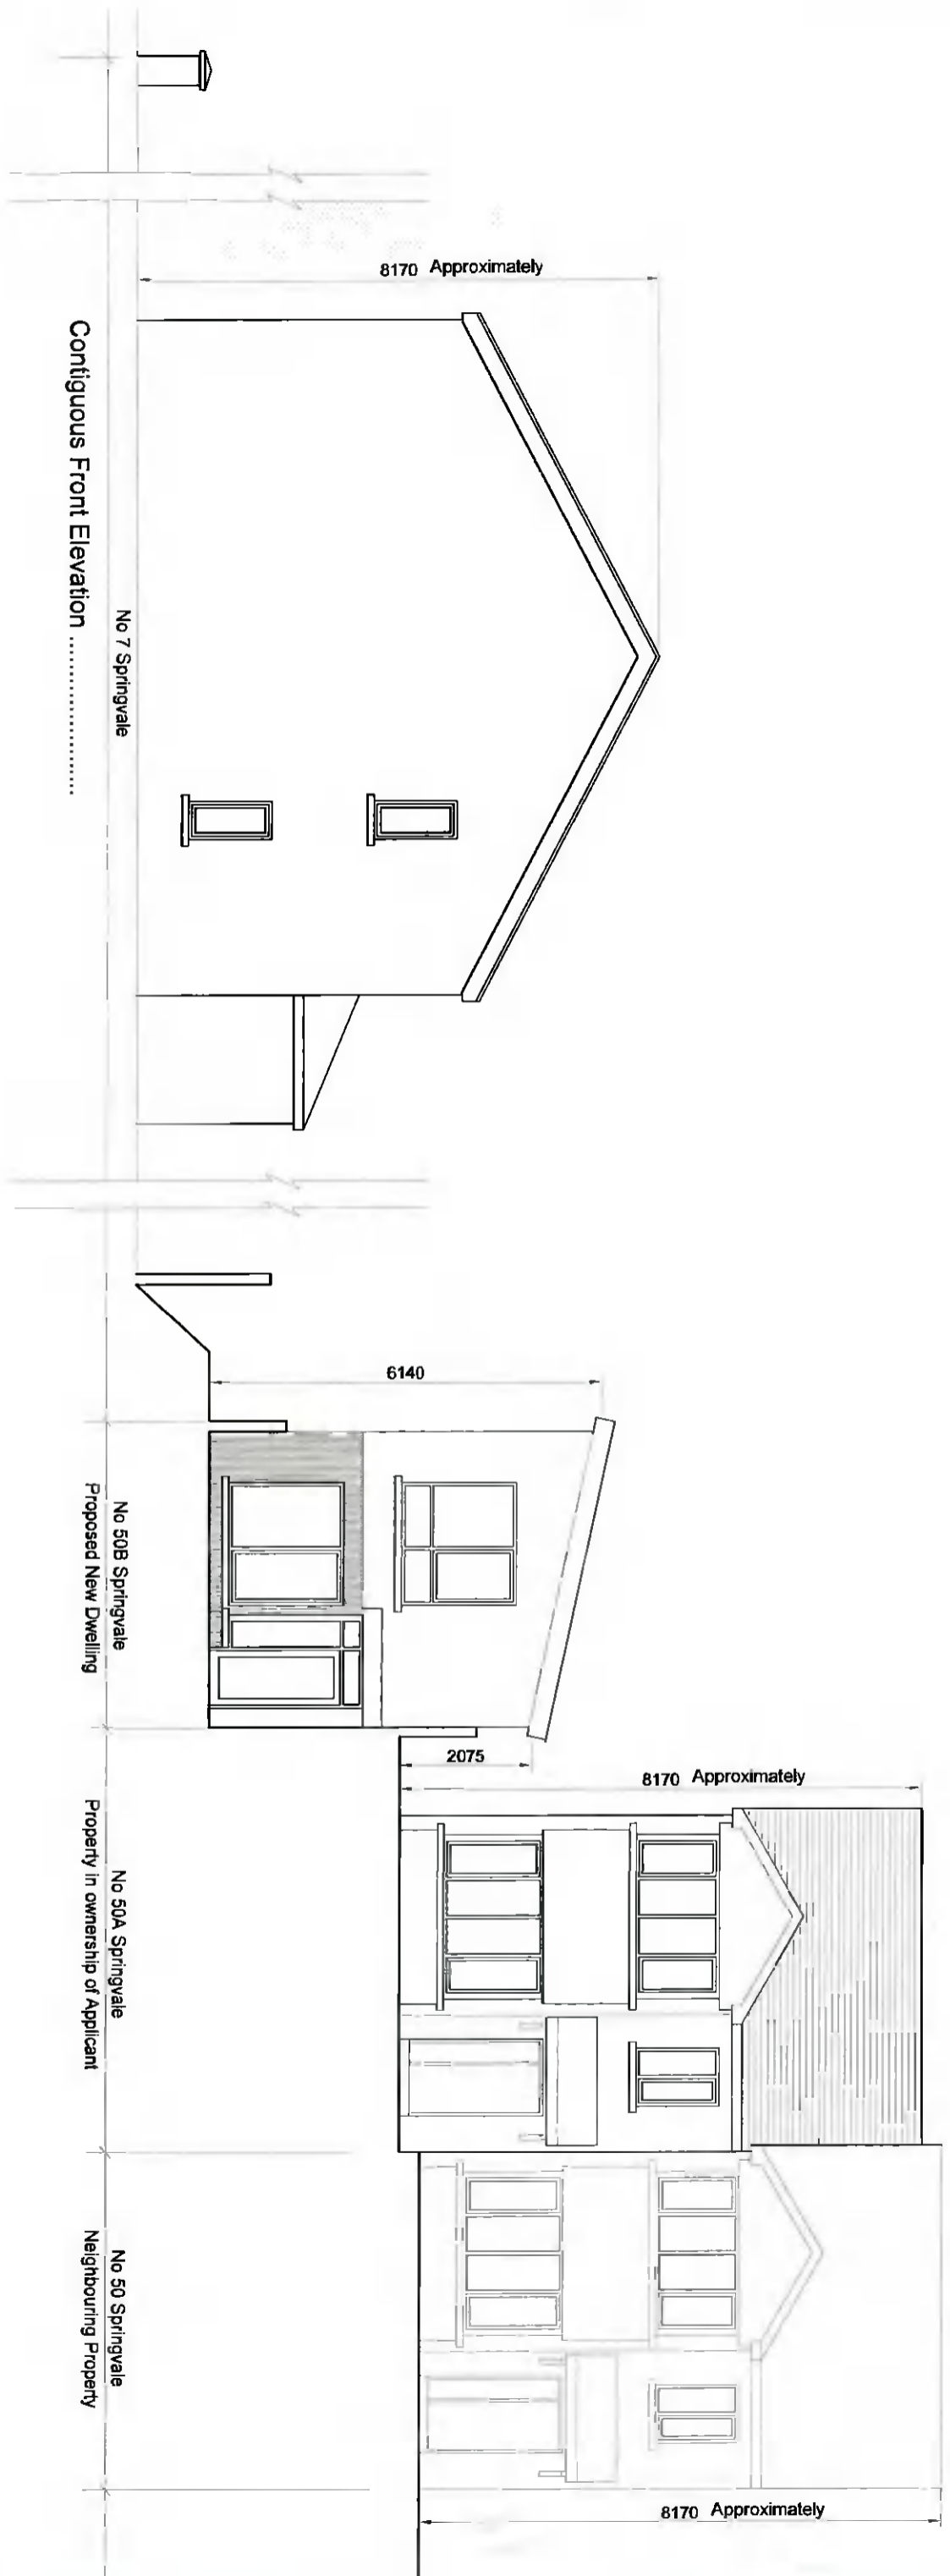 8170 Approximately
No 7 Springvale
Contiguous Front Elevation ......................
6140
No 50B Springvale
Proposed New Dwelling
2075
8170 Approximately
No 50A Springvale
Property in ownership of Applicant
No 50 Springvale
Neighbouring Property
8170 Approximately